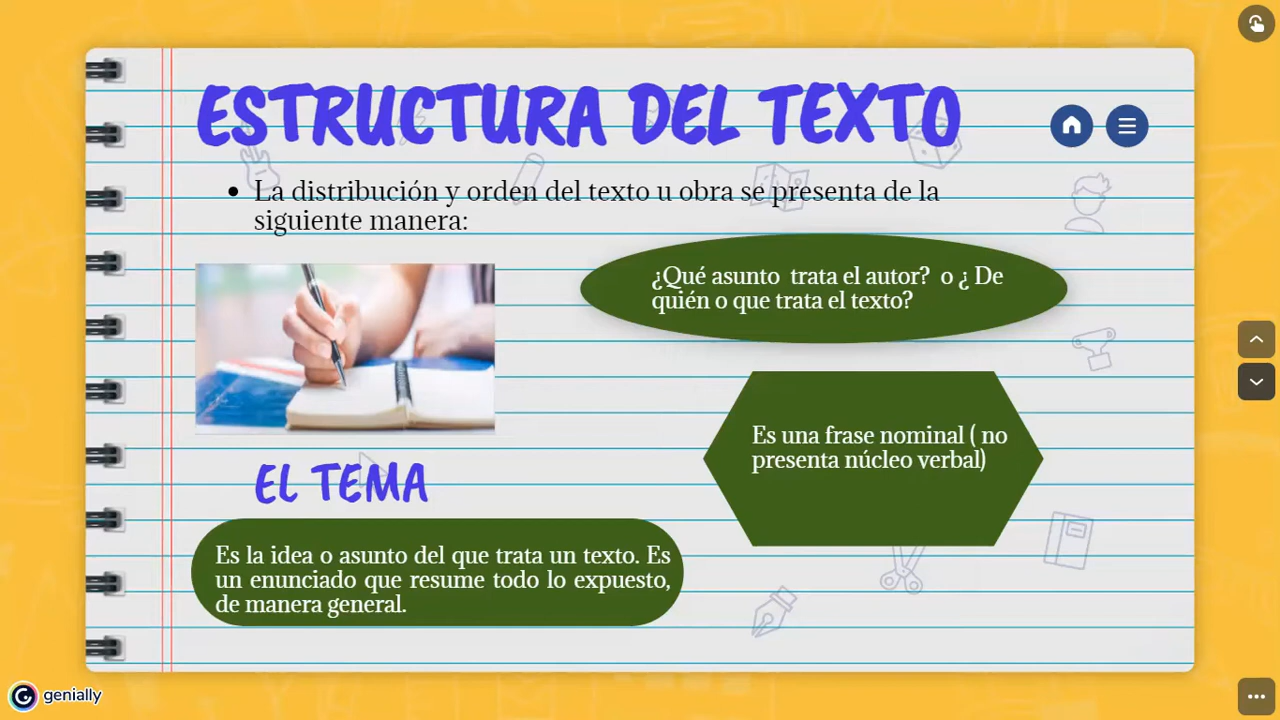 ESTRUCTURA DEL TEXTO
• La distribución y orden del texto u obra se presenta de la
siguiente manera:
¿Qué asunto  trata el autor?  o ¿ De
quién o que trata el texto?
Es una frase nominal ( no
presenta núcleo verbal)
EL TEMA
Es la idea o asunto del que trata un texto. Es
un enunciado que resume todo lo expuesto,
de manera general.
genially